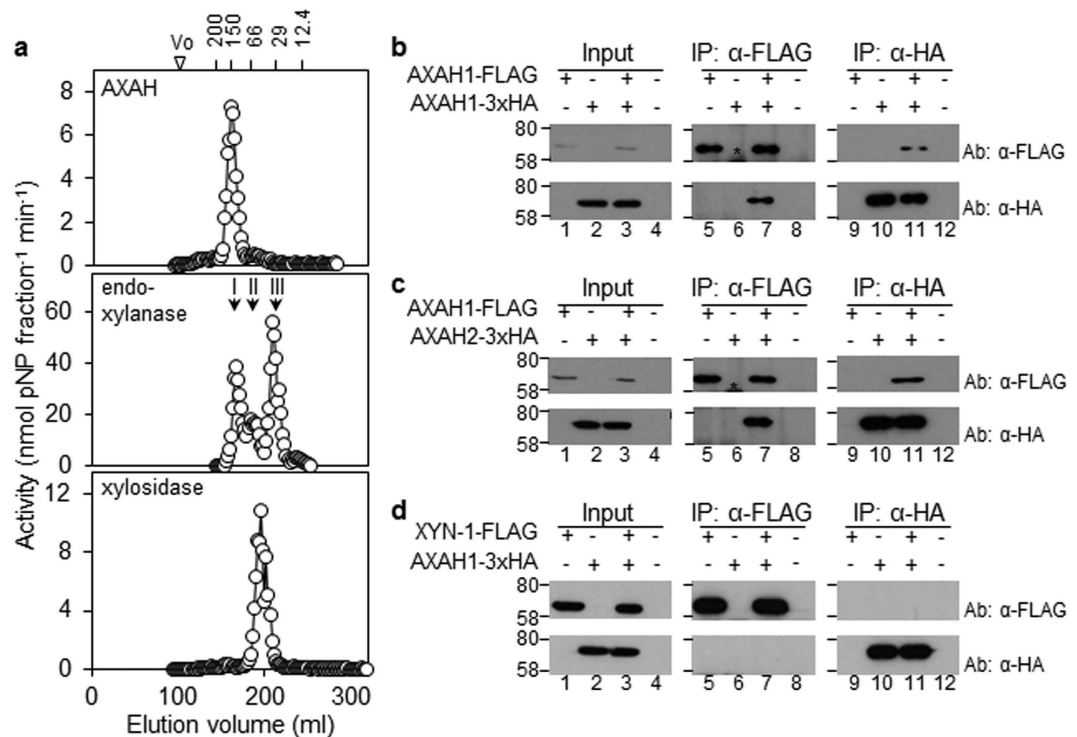 a
Vo
200
150
66
29
12.4
AXAH
8
6
4
2
0
endo-
xylanase
I II III
60
40
20
0
xylosidase
12
8
4
0
0 100 200 300
Elution volume (ml)
Activity (nmol pNP fraction-1 min-1)
b
Input IP: α-FLAG IP: α-HA
AXAH1-FLAG + - + - + - + - + - + -
AXAH1-3xHA - + + - - + + - - + + -
80
58
*
Ab: α-FLAG
80
58
Ab: α-HA
1 2 3 4 5 6 7 8 9 10 11 12
c
Input IP: α-FLAG IP: α-HA
AXAH1-FLAG + - + - + - + - + - + -
AXAH2-3xHA - + + - - + + - - + + -
80
58
*
Ab: α-FLAG
80
58
Ab: α-HA
1 2 3 4 5 6 7 8 9 10 11 12
d
Input IP: α-FLAG IP: α-HA
XYN-1-FLAG + - + - + - + - + - + -
AXAH1-3xHA - + + - - + + - - + + -
80
58
Ab: α-FLAG
80
58
Ab: α-HA
1 2 3 4 5 6 7 8 9 10 11 12